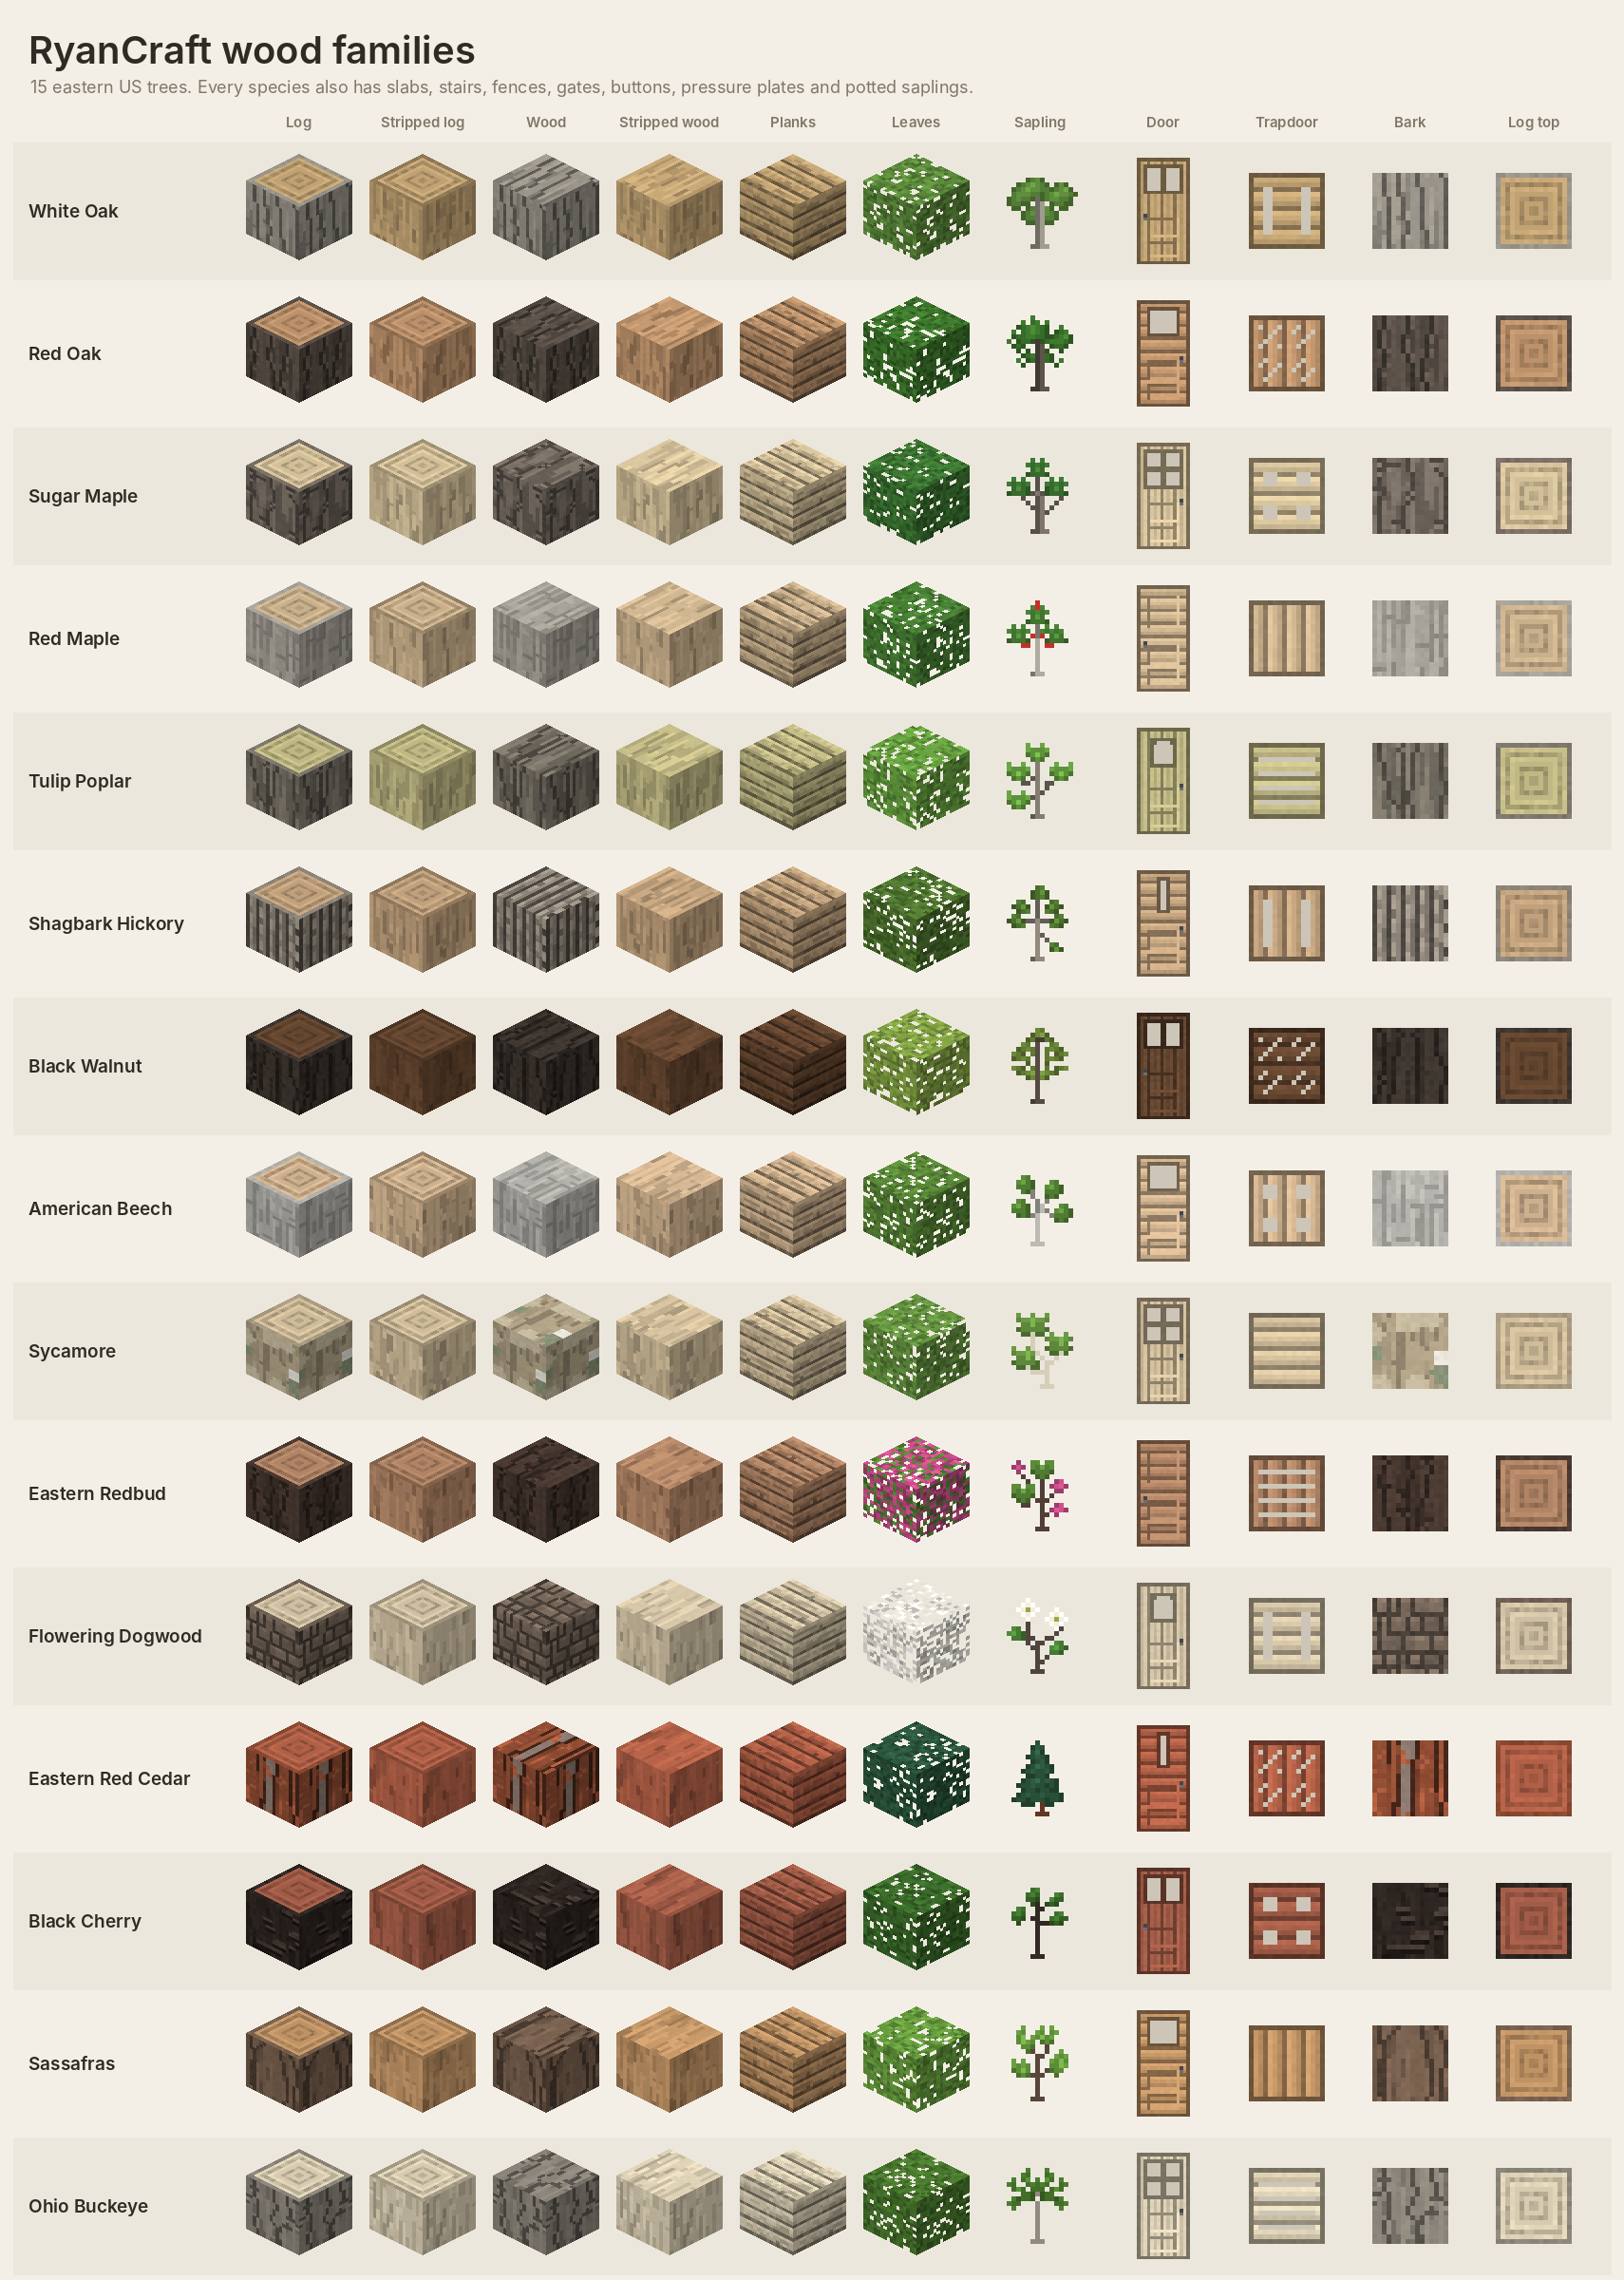 RyanCraft wood families
15 eastern US trees. Every species also has slabs, stairs, fences, gates, buttons, pressure plates and potted saplings.
Log Stripped log Wood Stripped wood Planks Leaves Sapling Door Trapdoor Bark Log top
White Oak
Red Oak
Sugar Maple
Red Maple
Tulip Poplar
Shagbark Hickory
Black Walnut
American Beech
Sycamore
Eastern Redbud
Flowering Dogwood
Eastern Red Cedar
Black Cherry
Sassafras
Ohio Buckeye